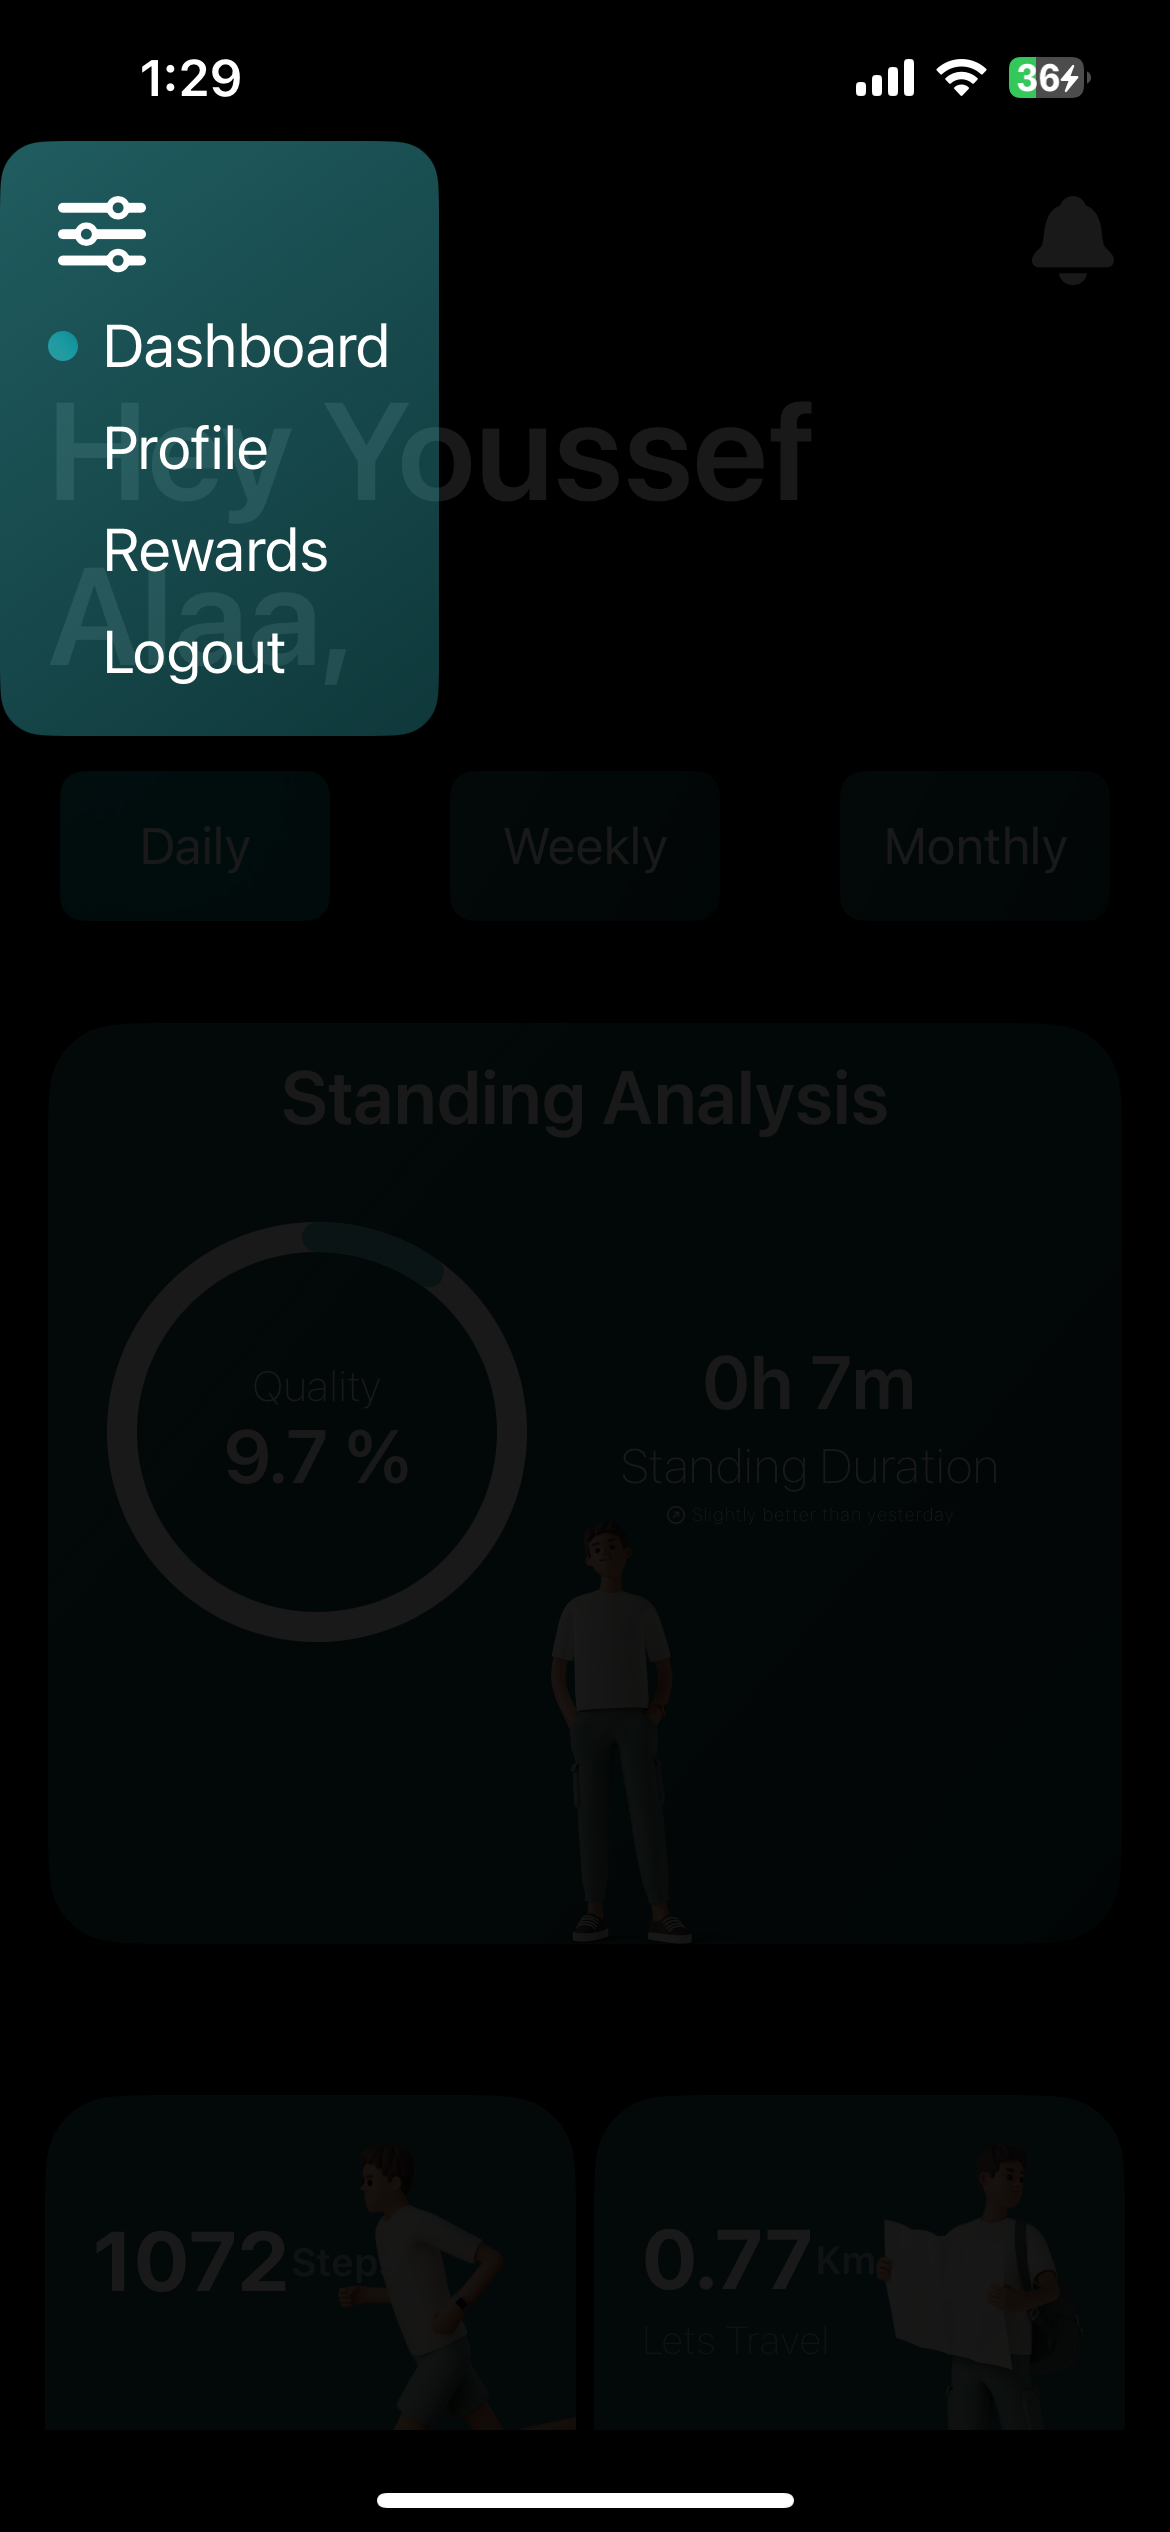 1:29
36
Dashboard
Profile
Rewards
Logout
Hey Youssef
Alaa,
Daily
Weekly
Monthly
Standing Analysis
Quality
9.7 %
0h 7m
Standing Duration
Slightly better than yesterday
1072 Steps
0.77 Km
Lets Travel